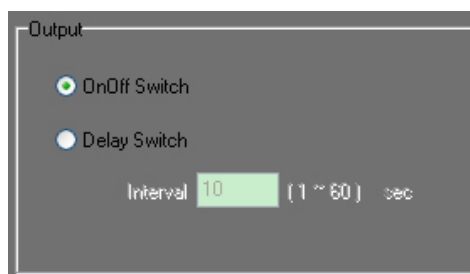 Output
OnOff Switch
Delay Switch
Interval 10 ( 1 ~ 60 ) sec